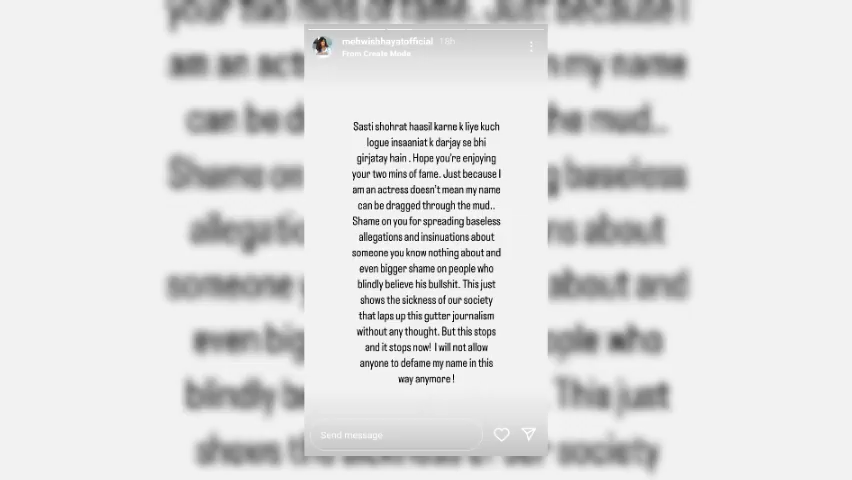 mehwishhayatofficial 18h
From Create Mode
Sasti shohrat haasil karne k liye kuch
logue insaaniat k darjay se bhi
girjatay hain . Hope you're enjoying
your two mins of fame. Just because I
am an actress doesn't mean my name
can be dragged through the mud..
Shame on you for spreading baseless
allegations and insinuations about
someone you know nothing about and
even bigger shame on people who
blindly believe his bullshit. This just
shows the sickness of our society
that laps up this gutter journalism
without any thought. But this stops
and it stops now! I will not allow
anyone to defame my name in this
way anymore !
Send message